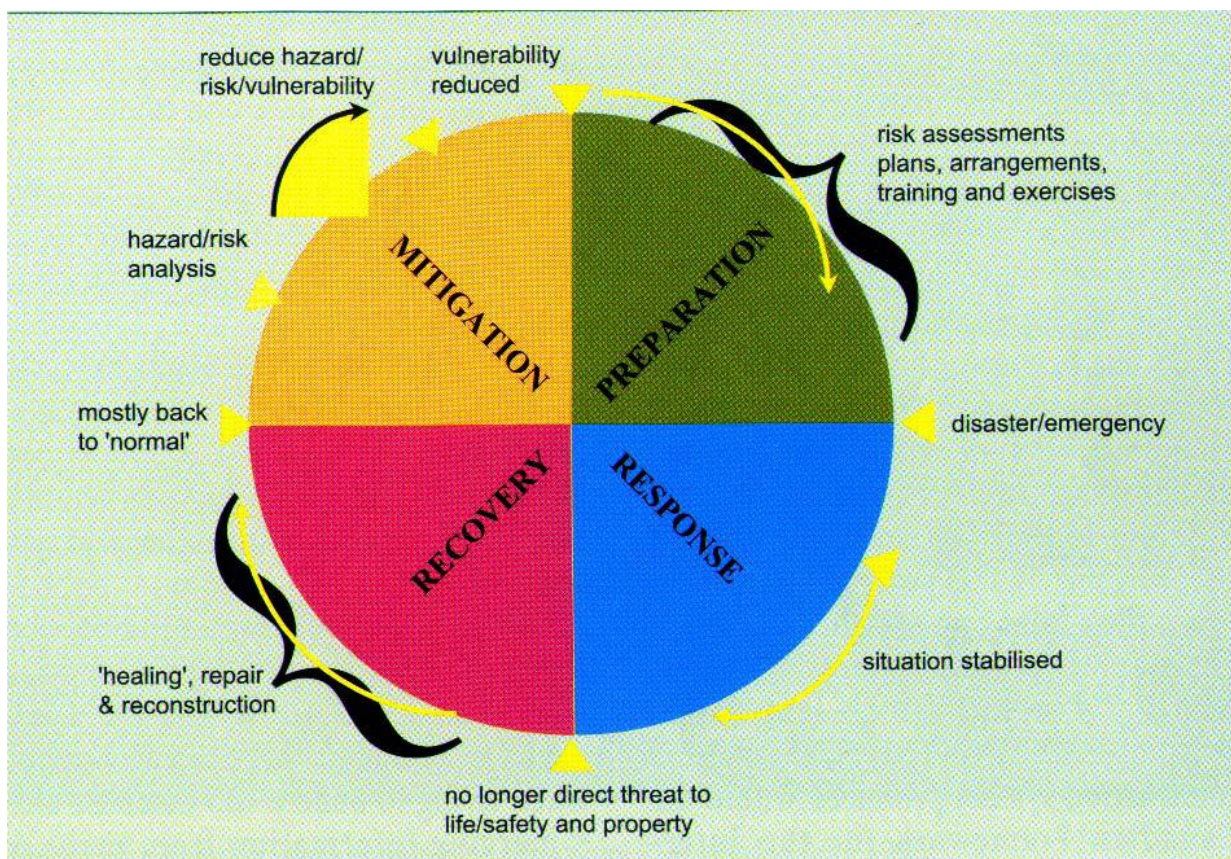 reduce hazard/
risk/vulnerability
vulnerability
reduced
risk assessments
plans, arrangements,
training and exercises
hazard/risk
analysis
MITIGATION
PREPARATION
mostly back
to 'normal'
disaster/emergency
RECOVERY
RESPONSE
'healing', repair
& reconstruction
situation stabilised
no longer direct threat to
life/safety and property